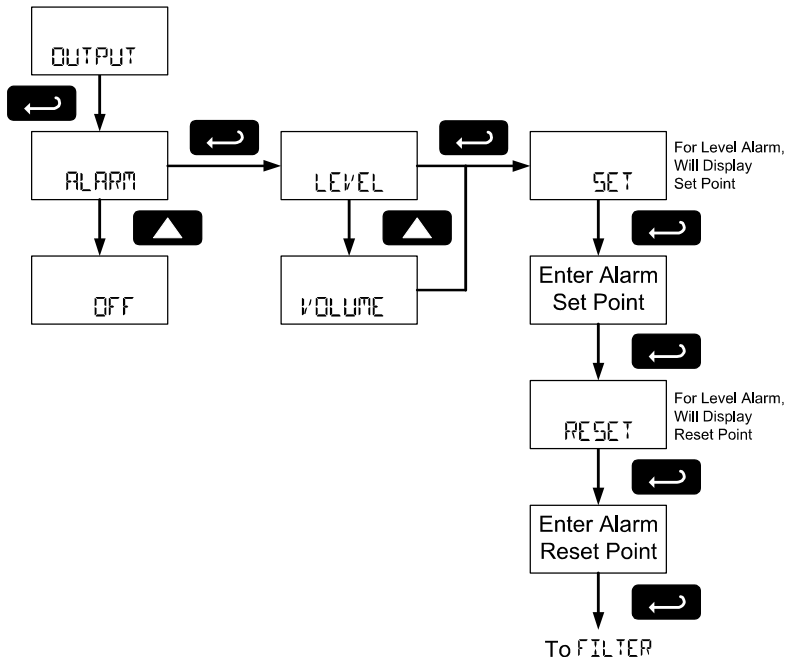 OUTPUT
ALARM
LEVEL
SET
For Level Alarm,
Will Display
Set Point
OFF
VOLUME
Enter Alarm
Set Point
RESET
For Level Alarm,
Will Display
Reset Point
Enter Alarm
Reset Point
To FILTER